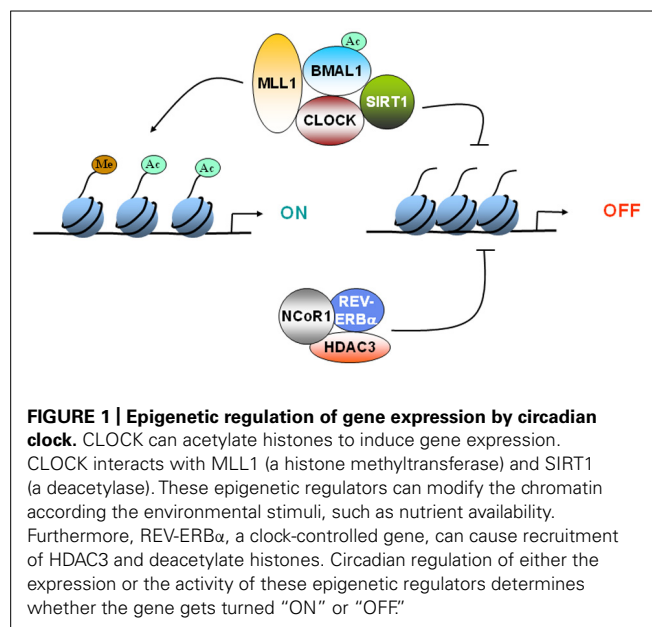 Ac
BMAL1
MLL1
SIRT1
CLOCK
Me
Ac
Ac
ON
OFF
REV-
NCoR1
ERBα
HDAC3
FIGURE 1 | Epigenetic regulation of gene expression by circadian
clock. CLOCK can acetylate histones to induce gene expression.
CLOCK interacts with MLL1 (a histone methyltransferase) and SIRT1
(a deacetylase). These epigenetic regulators can modify the chromatin
according the environmental stimuli, such as nutrient availability.
Furthermore, REV-ERBα, a clock-controlled gene, can cause recruitment
of HDAC3 and deacetylate histones. Circadian regulation of either the
expression or the activity of these epigenetic regulators determines
whether the gene gets turned “ON” or “OFF.”